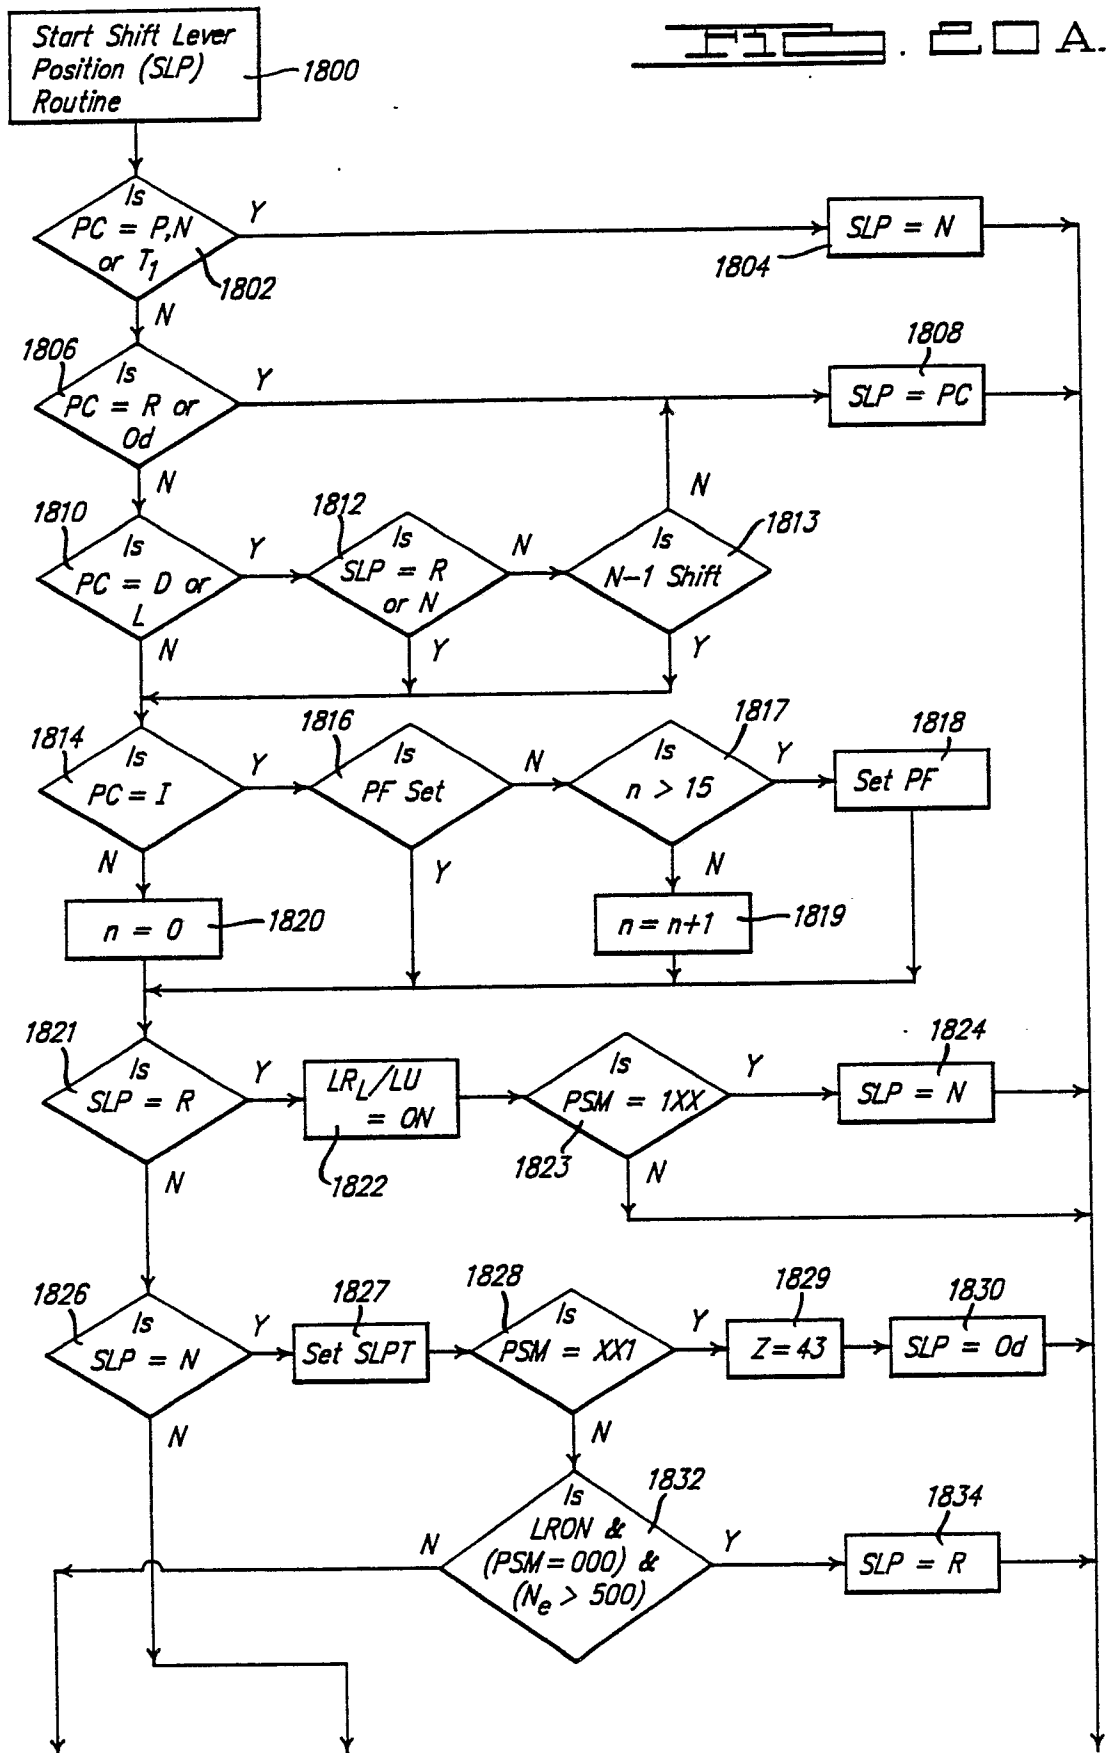 Start Shift Lever
Position (SLP)
Routine
1800
FIG. 20 A.
Is
PC = P,N
or T1
1802
Y
N
SLP = N
1804
1806
Is
PC = R or
Od
Y
N
1808
SLP = PC
1810
Is
PC = D or
L
Y
N
1812
Is
SLP = R
or N
N
Y
1813
Is
N-1 Shift
N
Y
1814
Is
PC = I
Y
N
1816
Is
PF Set
N
Y
1817
Is
n > 15
Y
N
1818
Set PF
n = 0
1820
n = n+1
1819
1821
Is
SLP = R
Y
N
LRL/LU
= ON
1822
Is
PSM = 1XX
1823
Y
N
1824
SLP = N
1826
Is
SLP = N
Y
N
1827
Set SLPT
1828
Is
PSM = XX1
Y
N
1829
Z = 43
1830
SLP = Od
1832
Is
LRON &
(PSM = 000) &
(Ne > 500)
N
Y
1834
SLP = R